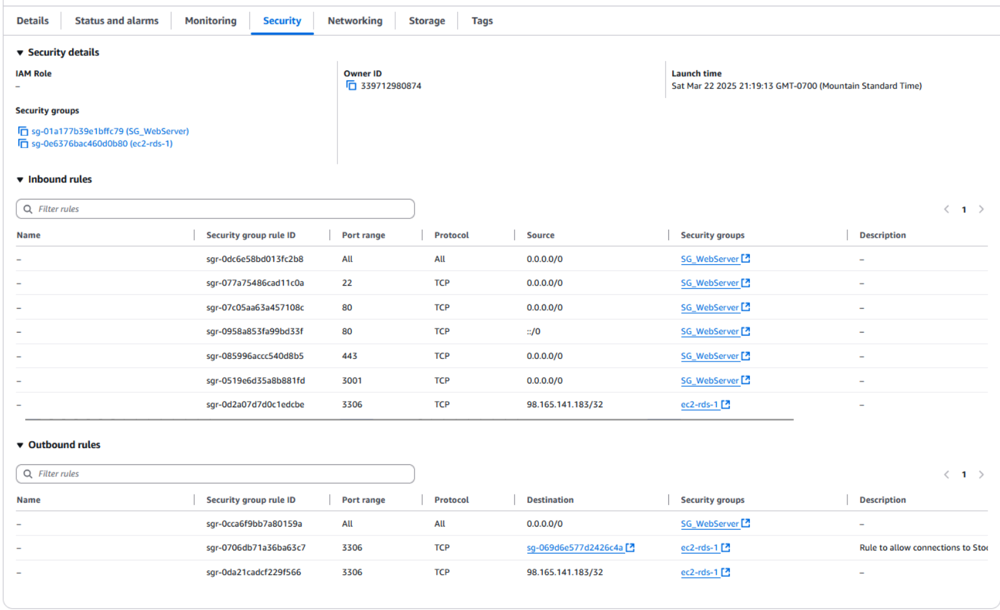 Details Status and alarms Monitoring Security Networking Storage Tags
Security details
IAM Role
–
Owner ID
339712980874
Launch time
Sat Mar 22 2025 21:19:13 GMT-0700 (Mountain Standard Time)
Security groups
sg-01a177b39e1bffc79 (SG_WebServer)
sg-0e6376bac460d0b80 (ec2-rds-1)
Inbound rules
Filter rules
1
Name Security group rule ID Port range Protocol Source Security groups Description
– sgr-0dc6e58bd013fc2b8 All All 0.0.0.0/0 SG_WebServer –
– sgr-077a75486cad11c0a 22 TCP 0.0.0.0/0 SG_WebServer –
– sgr-07c05aa63a457108c 80 TCP 0.0.0.0/0 SG_WebServer –
– sgr-0958a853fa99bd33f 80 TCP ::/0 SG_WebServer –
– sgr-085996accc540d8b5 443 TCP 0.0.0.0/0 SG_WebServer –
– sgr-0519e6d35a8b881fd 3001 TCP 0.0.0.0/0 SG_WebServer –
– sgr-0d2a07d7d0c1edcbe 3306 TCP 98.165.141.183/32 ec2-rds-1 –
Outbound rules
Filter rules
1
Name Security group rule ID Port range Protocol Destination Security groups Description
– sgr-0cca6f9bb7a80159a All All 0.0.0.0/0 SG_WebServer –
– sgr-0706db71a36ba63c7 3306 TCP sg-069d6e577d2426c4a ec2-rds-1 Rule to allow connections to
– sgr-0da21cadcf229f566 3306 TCP 98.165.141.183/32 ec2-rds-1 –